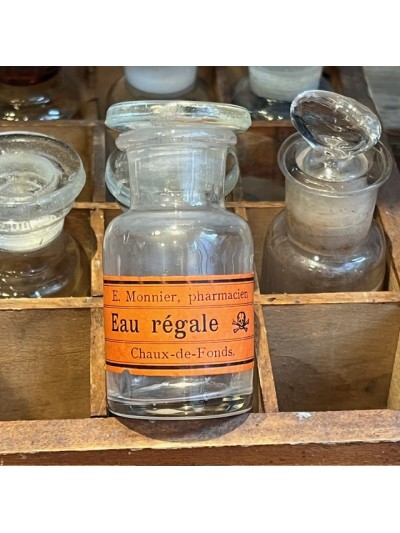 E. Monnier, pharmacien
Eau régale
Chaux-de-Fonds.